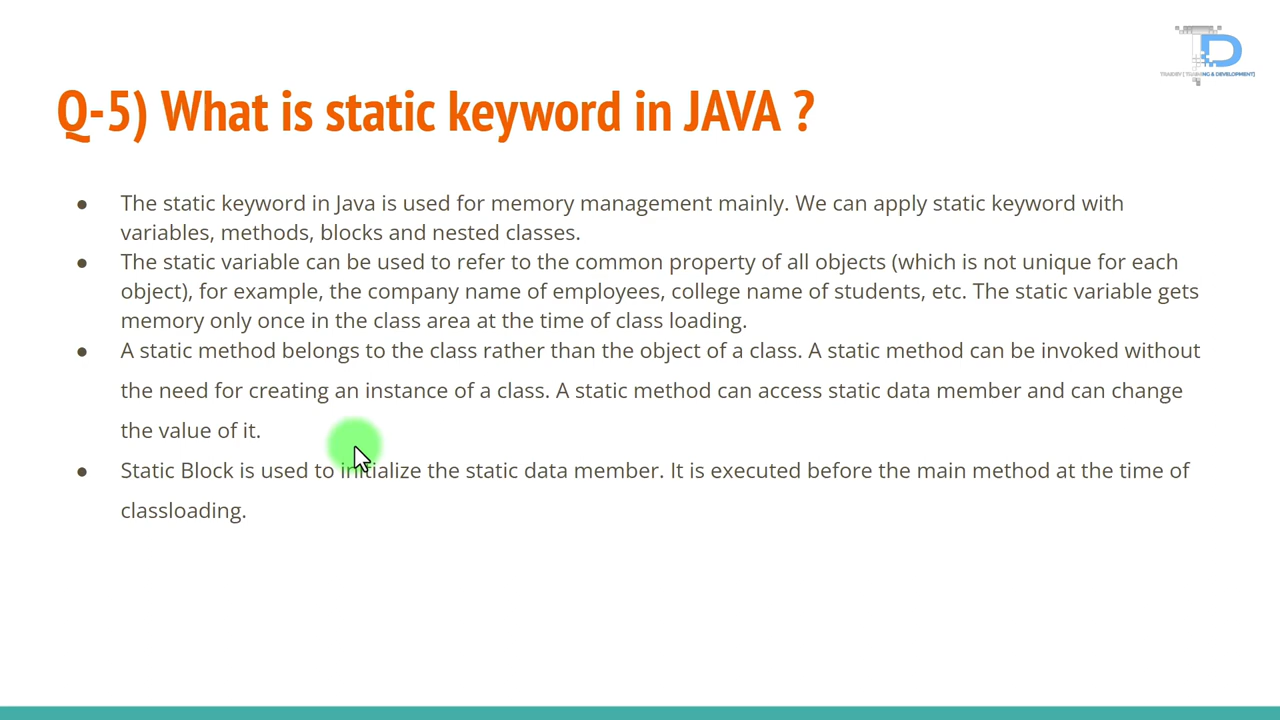 Q-5) What is static keyword in JAVA ?
● The static keyword in Java is used for memory management mainly. We can apply static keyword with
variables, methods, blocks and nested classes.
● The static variable can be used to refer to the common property of all objects (which is not unique for each
object), for example, the company name of employees, college name of students, etc. The static variable gets
memory only once in the class area at the time of class loading.
● A static method belongs to the class rather than the object of a class. A static method can be invoked without
the need for creating an instance of a class. A static method can access static data member and can change
the value of it.
● Static Block is used to initialize the static data member. It is executed before the main method at the time of
classloading.